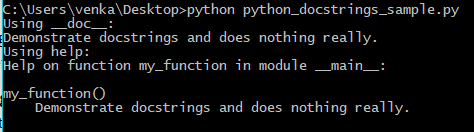 C:\Users\venka\Desktop>python python_docstrings_sample.py
Using __doc__:
Demonstrate docstrings and does nothing really.
Using help:
Help on function my_function in module __main__:

my_function()
    Demonstrate docstrings and does nothing really.